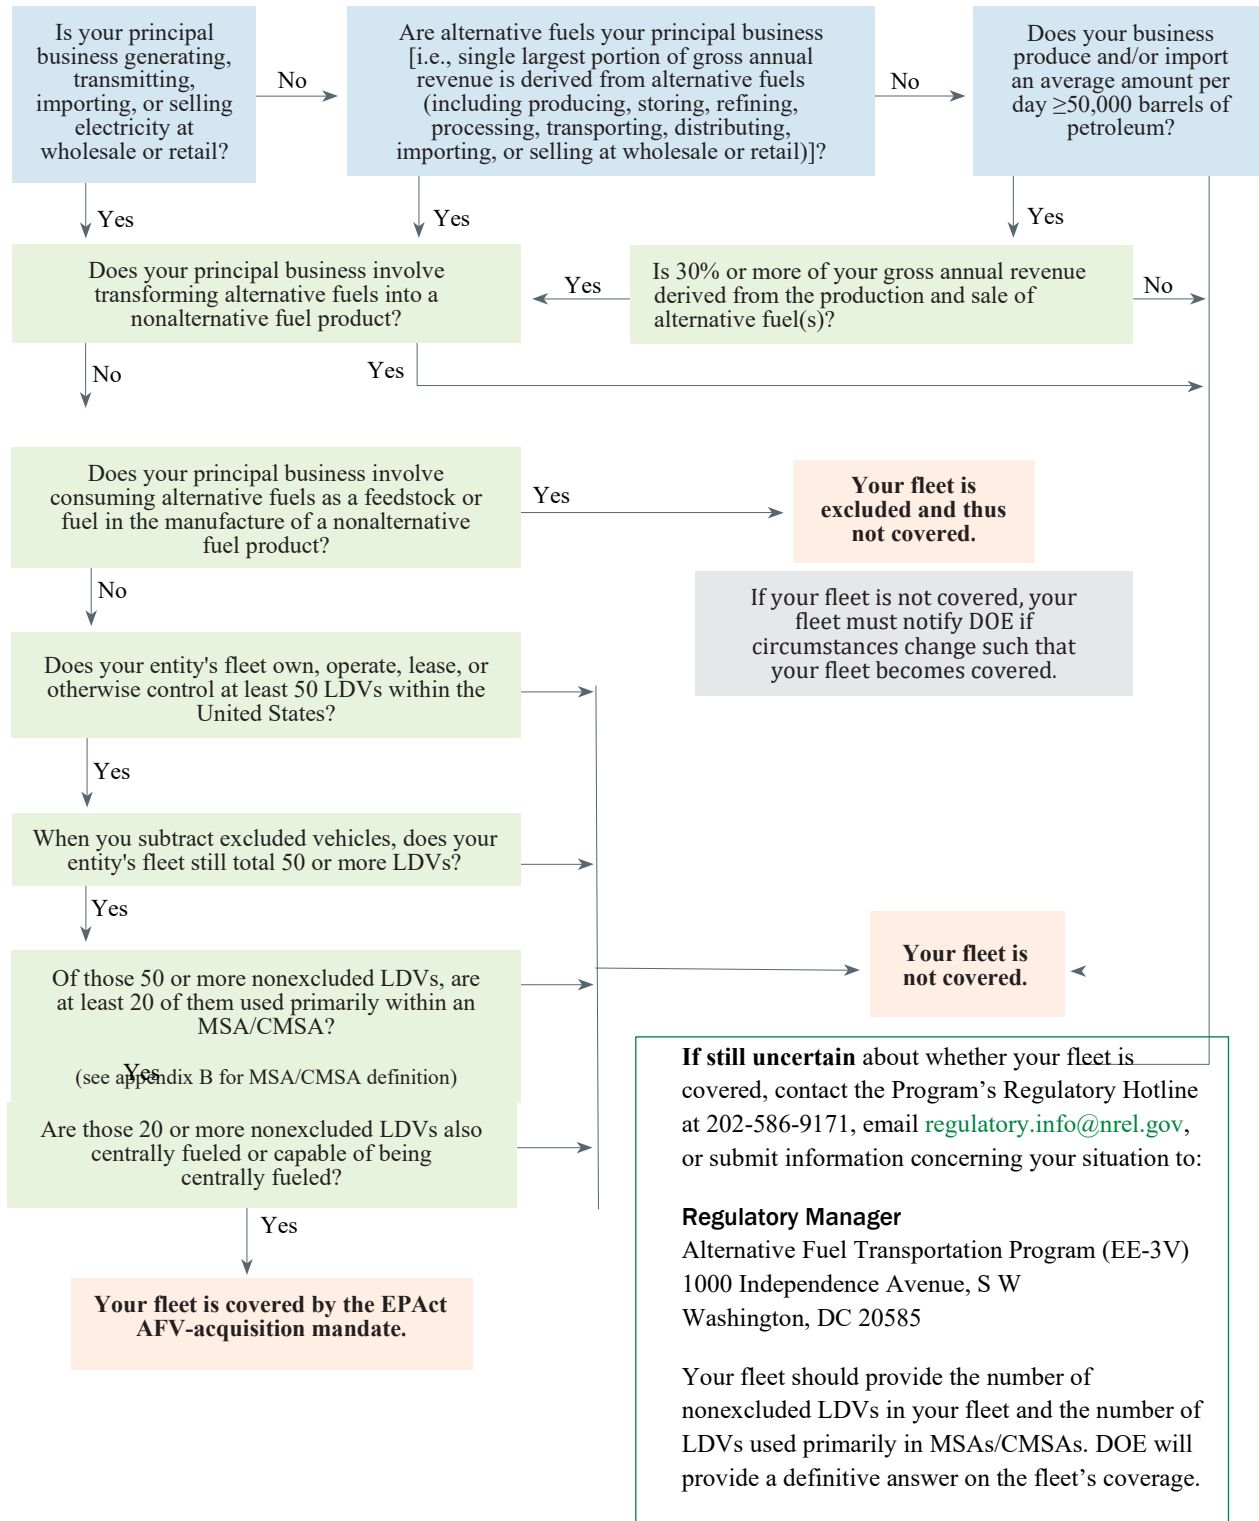 Is your principal
business generating,
transmitting,
importing, or selling
electricity at
wholesale or retail?
No
Are alternative fuels your principal business
[i.e., single largest portion of gross annual
revenue is derived from alternative fuels
(including producing, storing, refining,
processing, transporting, distributing,
importing, or selling at wholesale or retail)]?
No
Does your business
produce and/or import
an average amount per
day ≥50,000 barrels of
petroleum?
Yes
Yes
Yes
Does your principal business involve
transforming alternative fuels into a
nonalternative fuel product?
Yes
Is 30% or more of your gross annual revenue
derived from the production and sale of
alternative fuel(s)?
No
No
Yes
Does your principal business involve
consuming alternative fuels as a feedstock or
fuel in the manufacture of a nonalternative
fuel product?
Yes
Your fleet is
excluded and thus
not covered.
No
If your fleet is not covered, your
fleet must notify DOE if
circumstances change such that
your fleet becomes covered.
Does your entity's fleet own, operate, lease, or
otherwise control at least 50 LDVs within the
United States?
Yes
When you subtract excluded vehicles, does your
entity's fleet still total 50 or more LDVs?
Yes
Of those 50 or more nonexcluded LDVs, are
at least 20 of them used primarily within an
MSA/CMSA?
Yes
(see appendix B for MSA/CMSA definition)
Your fleet is
not covered.
Are those 20 or more nonexcluded LDVs also
centrally fueled or capable of being
centrally fueled?
Yes
Your fleet is covered by the EPAct
AFV-acquisition mandate.
If still uncertain about whether your fleet is
covered, contact the Program’s Regulatory Hotline
at 202-586-9171, email regulatory.info@nrel.gov,
or submit information concerning your situation to:
Regulatory Manager
Alternative Fuel Transportation Program (EE-3V)
1000 Independence Avenue, S W
Washington, DC 20585
Your fleet should provide the number of
nonexcluded LDVs in your fleet and the number of
LDVs used primarily in MSAs/CMSAs. DOE will
provide a definitive answer on the fleet’s coverage.